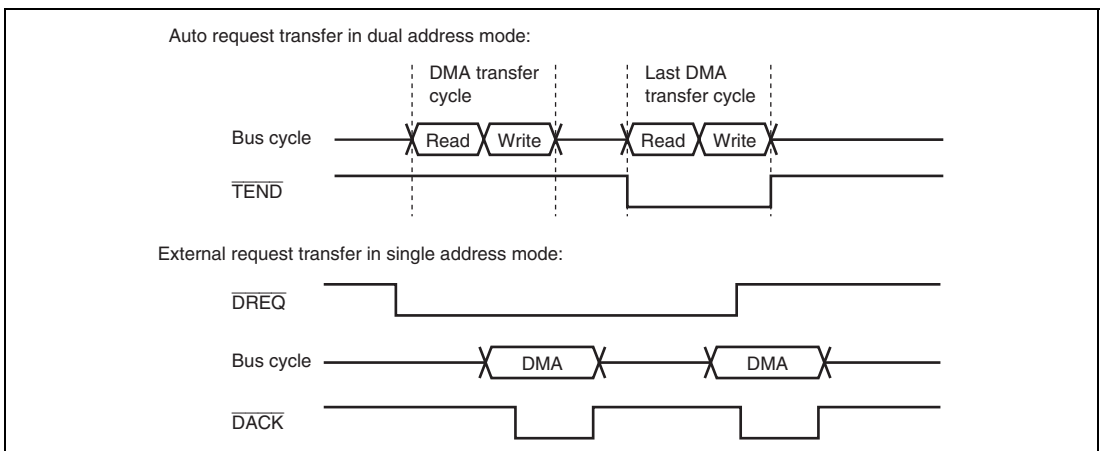 Auto request transfer in dual address mode:
DMA transfer
cycle
Last DMA
transfer cycle
Bus cycle
Read
Write
Read
Write
TEND
External request transfer in single address mode:
DREQ
Bus cycle
DMA
DMA
DACK